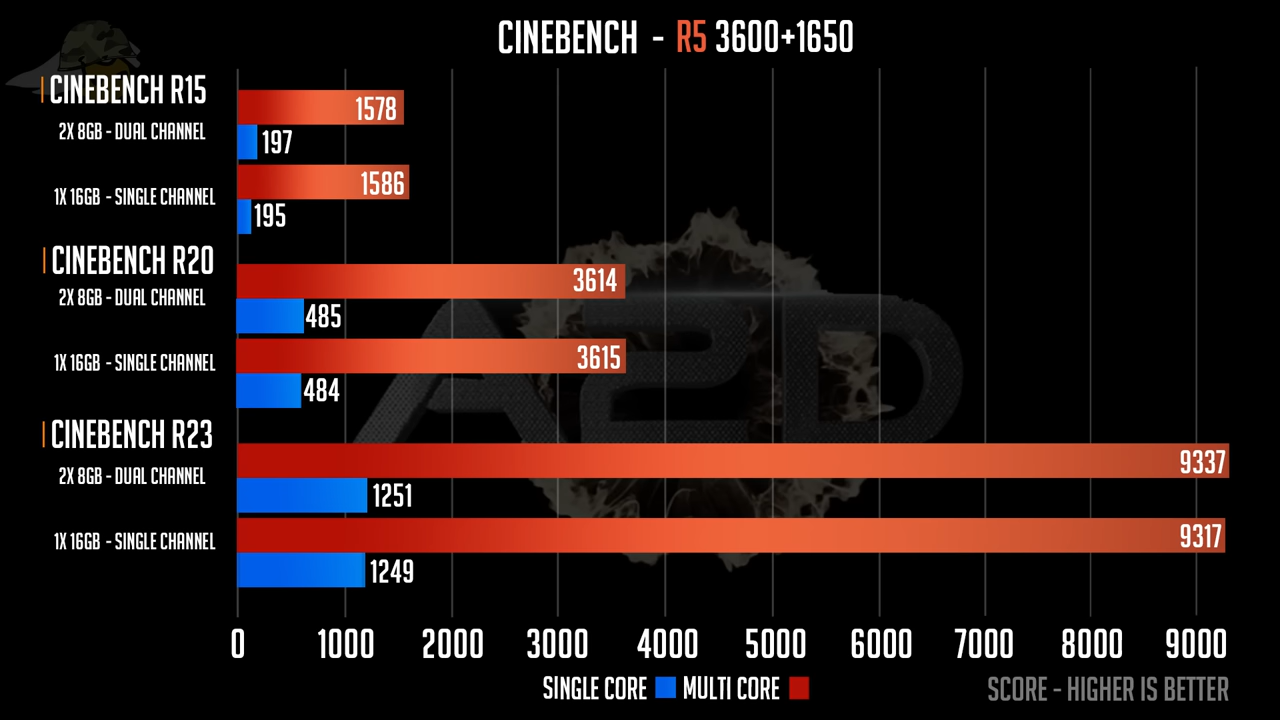 CINEBENCH - R5 3600+1650
CINEBENCH R15
2X 8GB - DUAL CHANNEL
1578
197
1X 16GB - SINGLE CHANNEL
1586
195
CINEBENCH R20
2X 8GB - DUAL CHANNEL
3614
485
1X 16GB - SINGLE CHANNEL
3615
484
CINEBENCH R23
2X 8GB - DUAL CHANNEL
9337
1251
1X 16GB - SINGLE CHANNEL
9317
1249
A2D
0 1000 2000 3000 4000 5000 6000 7000 8000 9000
SINGLE CORE MULTI CORE
SCORE - HIGHER IS BETTER